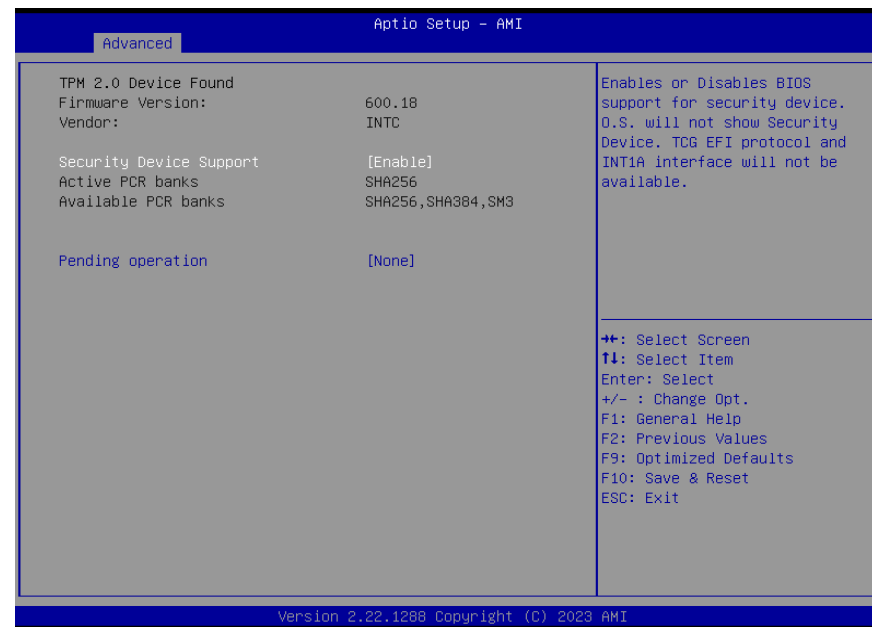 Aptio Setup – AMI
Advanced
TPM 2.0 Device Found
Firmware Version: 600.18
Vendor: INTC
Security Device Support [Enable]
Active PCR banks SHA256
Available PCR banks SHA256,SHA384,SM3
Pending operation [None]
Enables or Disables BIOS
support for security device.
O.S. will not show Security
Device. TCG EFI protocol and
INT1A interface will not be
available.
→←: Select Screen
↑↓: Select Item
Enter: Select
+/- : Change Opt.
F1: General Help
F2: Previous Values
F9: Optimized Defaults
F10: Save & Reset
ESC: Exit
Version 2.22.1288 Copyright (C) 2023 AMI